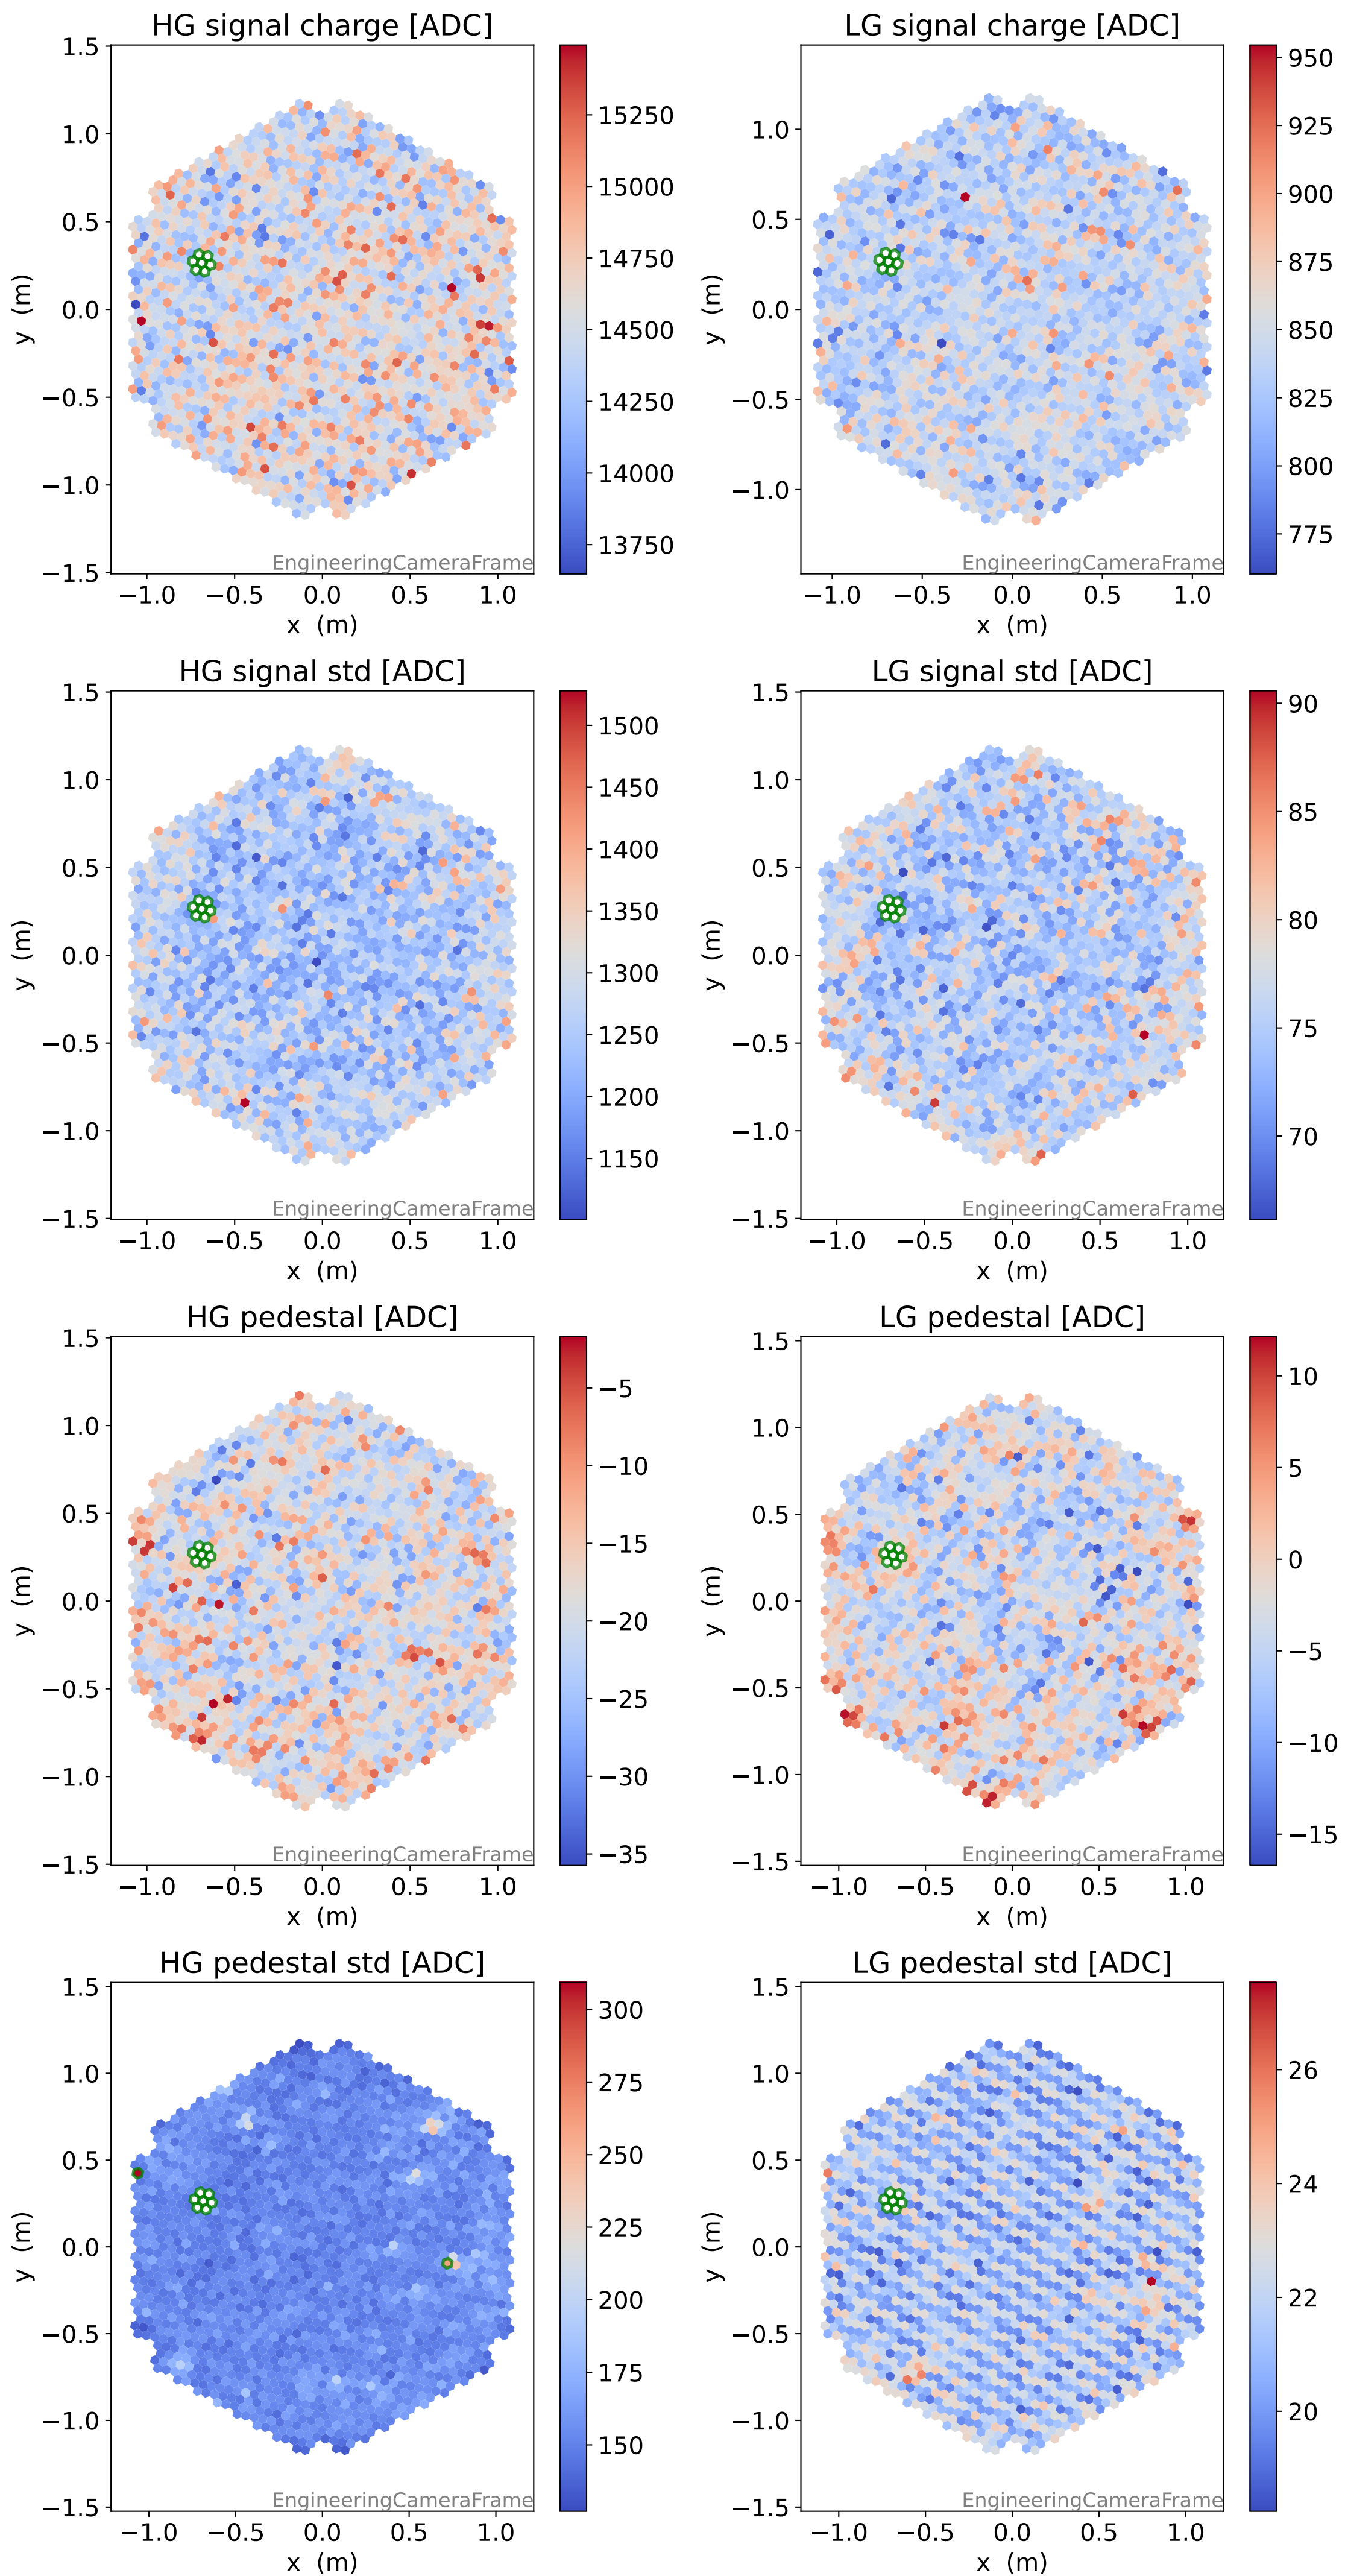 HG signal charge [ADC]
LG signal charge [ADC]
1.5
1.0
0.5
0.0
−0.5
−1.0
−1.5
y (m)
−1.0 −0.5 0.0 0.5 1.0
x (m)
EngineeringCameraFrame
15250
15000
14750
14500
14250
14000
13750
1.0
0.5
0.0
−0.5
−1.0
y (m)
−1.0 −0.5 0.0 0.5 1.0
x (m)
EngineeringCameraFrame
950
925
900
875
850
825
800
775
HG signal std [ADC]
LG signal std [ADC]
1.5
1.0
0.5
0.0
−0.5
−1.0
−1.5
y (m)
−1.0 −0.5 0.0 0.5 1.0
x (m)
EngineeringCameraFrame
1500
1450
1400
1350
1300
1250
1200
1150
1.5
1.0
0.5
0.0
−0.5
−1.0
−1.5
y (m)
−1.0 −0.5 0.0 0.5 1.0
x (m)
EngineeringCameraFrame
90
85
80
75
70
HG pedestal [ADC]
LG pedestal [ADC]
1.5
1.0
0.5
0.0
−0.5
−1.0
−1.5
y (m)
−1.0 −0.5 0.0 0.5 1.0
x (m)
EngineeringCameraFrame
−5
−10
−15
−20
−25
−30
−35
1.5
1.0
0.5
0.0
−0.5
−1.0
−1.5
y (m)
−1.0 −0.5 0.0 0.5 1.0
x (m)
EngineeringCameraFrame
10
5
0
−5
−10
−15
HG pedestal std [ADC]
LG pedestal std [ADC]
1.5
1.0
0.5
0.0
−0.5
−1.0
−1.5
y (m)
−1.0 −0.5 0.0 0.5 1.0
x (m)
EngineeringCameraFrame
300
275
250
225
200
175
150
1.5
1.0
0.5
0.0
−0.5
−1.0
−1.5
y (m)
−1.0 −0.5 0.0 0.5 1.0
x (m)
EngineeringCameraFrame
26
24
22
20